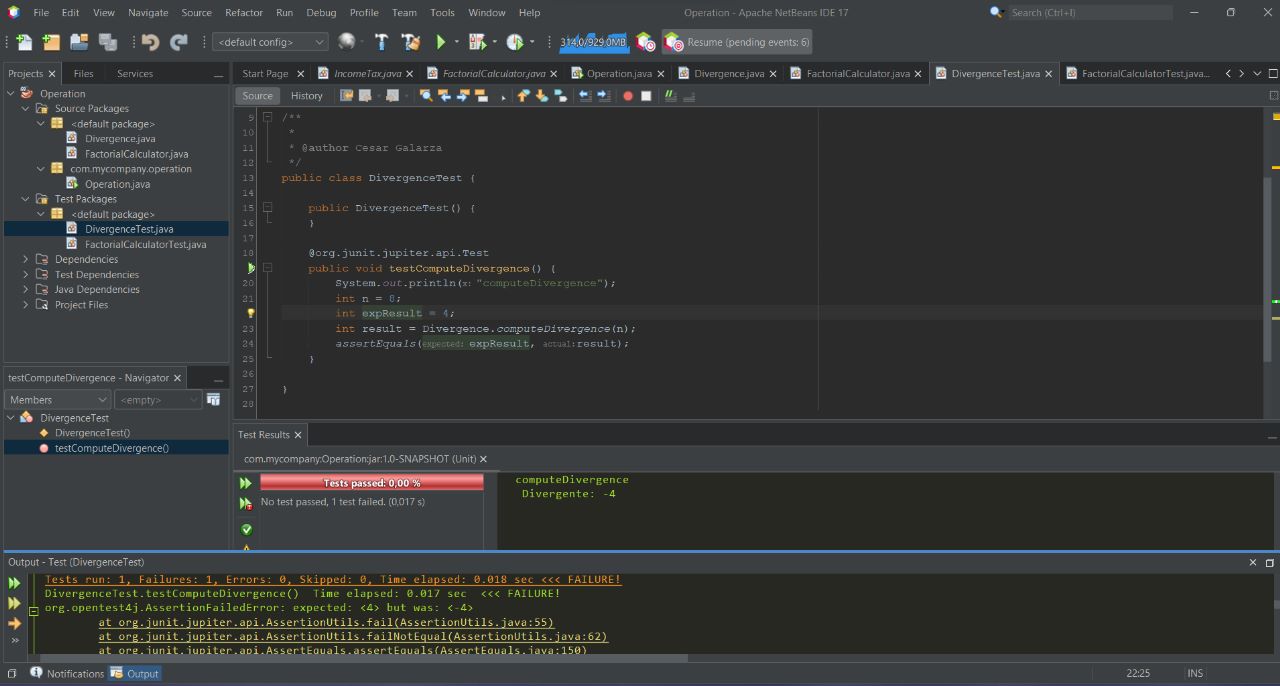 File Edit View Navigate Source Refactor Run Debug Profile Team Tools Window Help
Operation - Apache NetBeans IDE 17
Search (Ctrl+I)
<default config>
314,0/929,0MB
Resume (pending events: 6)
Projects Files Services
Start Page IncomeTax.java FactorialCalculator.java Operation.java Divergence.java FactorialCalculator.java DivergenceTest.java FactorialCalculatorTest.java...
Operation
Source Packages
<default package>
Divergence.java
FactorialCalculator.java
com.mycompany.operation
Operation.java
Test Packages
<default package>
DivergenceTest.java
FactorialCalculatorTest.java
Dependencies
Test Dependencies
Java Dependencies
Project Files
Source History
9 /**
10 *
11 * @author Cesar Galarza
12 */
13 public class DivergenceTest {
14
15 public DivergenceTest() {
16 }
17
18 @org.junit.jupiter.api.Test
public void testComputeDivergence() {
20 System.out.println(x: "computeDivergence");
21 int n = 8;
int expResult = 4;
23 int result = Divergence.computeDivergence(n);
24 assertEquals(expected: expResult, actual: result);
25 }
26
27 }
28
testComputeDivergence - Navigator
Members <empty>
DivergenceTest
DivergenceTest()
testComputeDivergence()
Test Results
com.mycompany:Operation:jar:1.0-SNAPSHOT (Unit)
Tests passed: 0,00 %
No test passed, 1 test failed. (0,017 s)
computeDivergence
Divergente: -4
Output - Test (DivergenceTest)
Tests run: 1, Failures: 1, Errors: 0, Skipped: 0, Time elapsed: 0.018 sec <<< FAILURE!
DivergenceTest.testComputeDivergence() Time elapsed: 0.017 sec <<< FAILURE!
org.opentest4j.AssertionFailedError: expected: <4> but was: <-4>
at org.junit.jupiter.api.AssertionUtils.fail(AssertionUtils.java:55)
at org.junit.jupiter.api.AssertionUtils.failNotEqual(AssertionUtils.java:62)
at org.junit.jupiter.api.AssertEquals.assertEquals(AssertEquals.java:150)
Notifications Output
22:25 INS